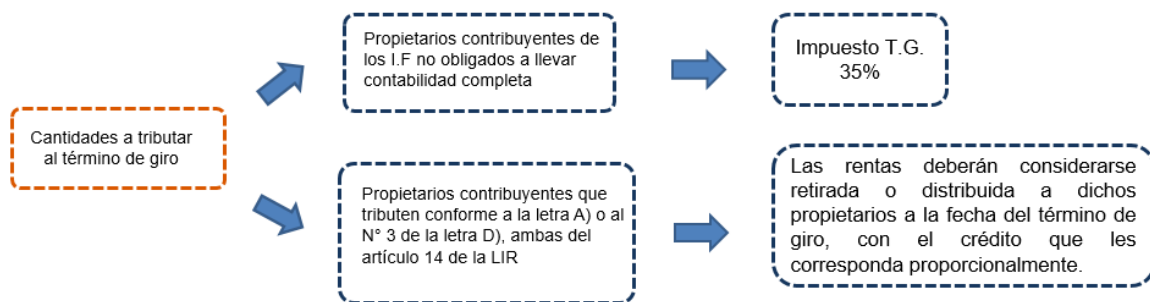 Cantidades a tributar
al término de giro
Propietarios contribuyentes de
los I.F no obligados a llevar
contabilidad completa
Impuesto T.G.
35%
Propietarios contribuyentes que
tributen conforme a la letra A) o al
N° 3 de la letra D), ambas del
artículo 14 de la LIR
Las rentas deberán considerarse
retirada o distribuida a dichos
propietarios a la fecha del término de
giro, con el crédito que les
corresponda proporcionalmente.